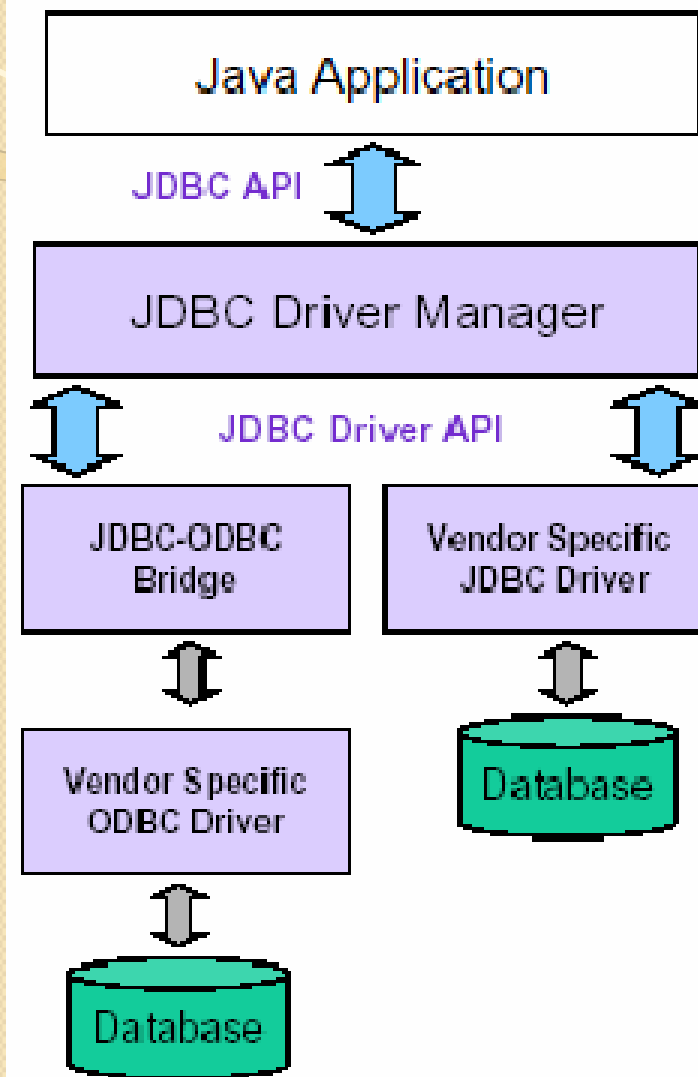 Java Application
JDBC API
JDBC Driver Manager
JDBC Driver API
JDBC-ODBC
Bridge
Vendor Specific
JDBC Driver
Vendor Specific
ODBC Driver
Database
Database